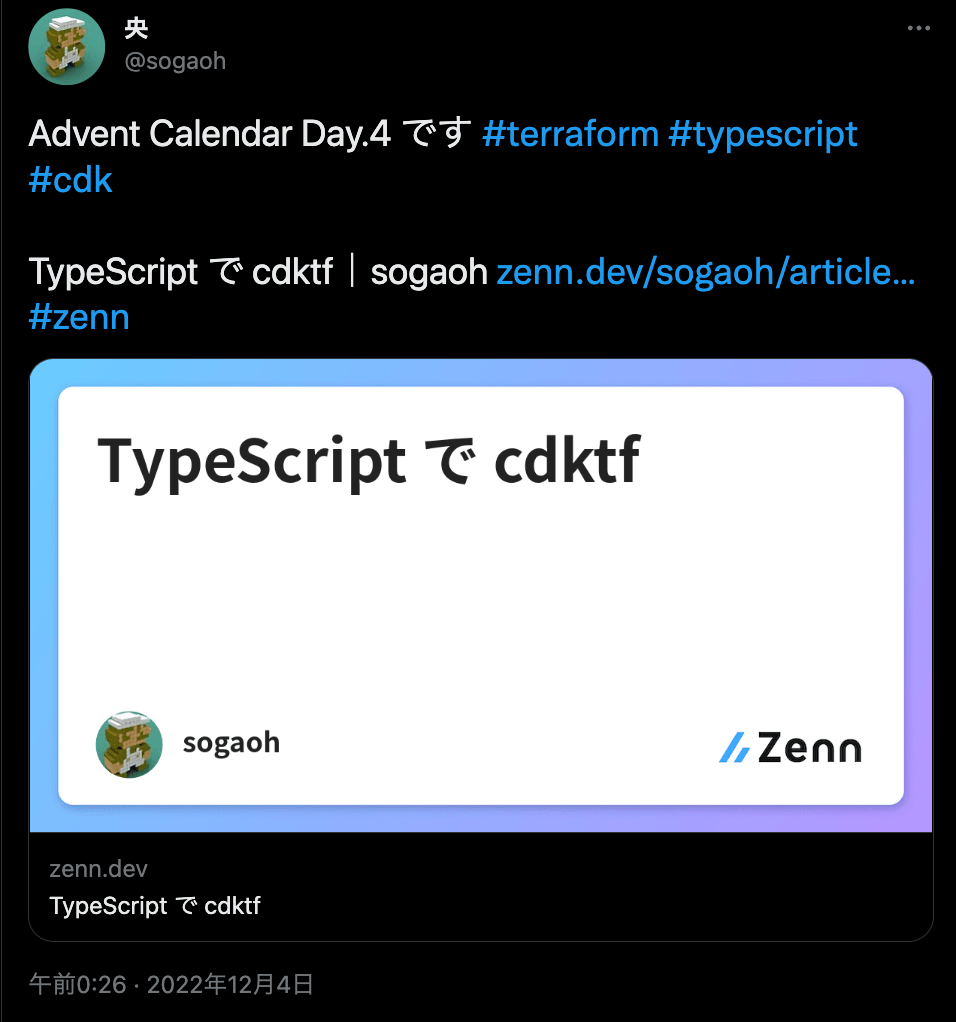 央
@sogaoh
Advent Calendar Day.4 です #terraform #typescript
#cdk
TypeScript で cdktf｜sogaoh zenn.dev/sogaoh/article…
#zenn
TypeScript で cdktf
sogaoh
Zenn
zenn.dev
TypeScript で cdktf
午前0:26 · 2022年12月4日